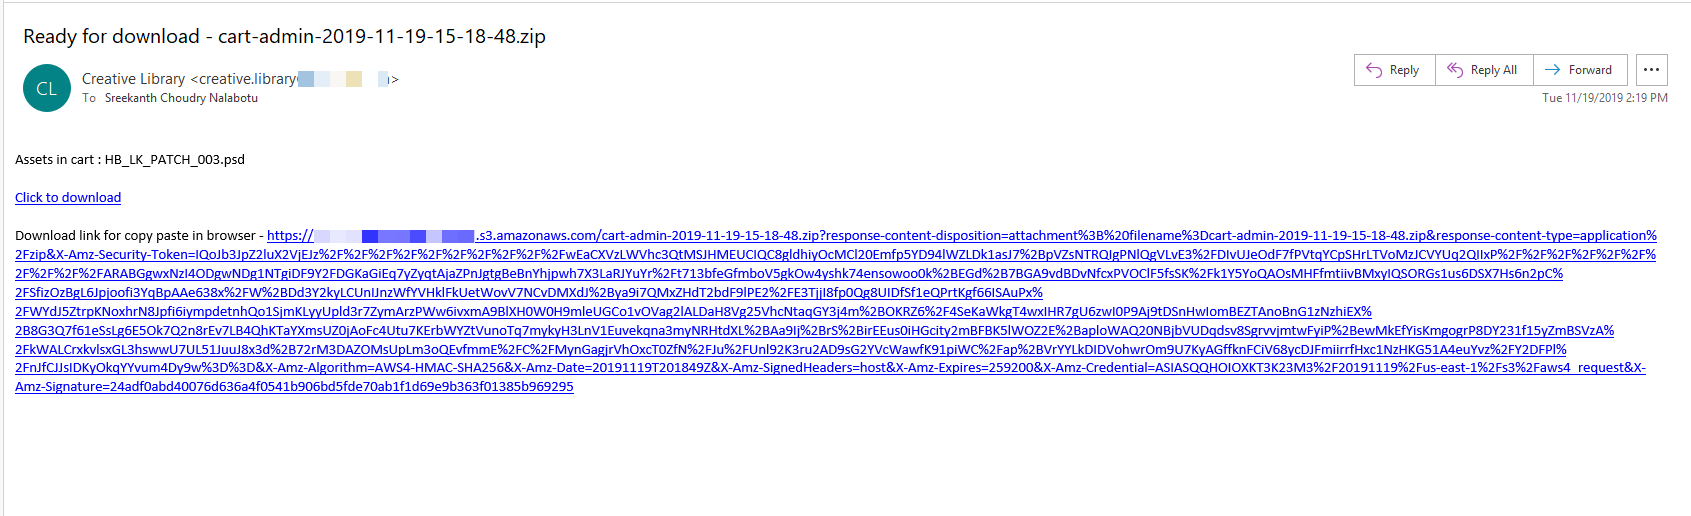 Ready for download - cart-admin-2019-11-19-15-18-48.zip
CL
Creative Library <creative.library
>
To Sreekanth Choudry Nalabotu
Reply
Reply All
Forward
...
Tue 11/19/2019 2:19 PM
Assets in cart : HB_LK_PATCH_003.psd
Click to download
Download link for copy paste in browser - https:// .s3.amazonaws.com/cart-admin-2019-11-19-15-18-48.zip?response-content-disposition=attachment%3B%20filename%3Dcart-admin-2019-11-19-15-18-48.zip&response-content-type=application%
2Fzip&X-Amz-Security-Token=IQoJb3JpZ2luX2VjEJz%2F%2F%2F%2F%2F%2F%2F%2F%2F%2FwEaCXVzLWVhc3QtMSJHMEUCIQC8gldhiyOcMCl20Emfp5YD94lWZLDk1asJ7%2BpVZsNTRQIgPNlQgVLvE3%2FDIvUJeOdF7fPVtqYCpSHrLTVoMzJCVYUq2QIIxP%2F%2F%2F%2F%2F%2F%
2F%2F%2F%2FARABGgwxNzI4ODgwNDg1NTgiDF9Y2FDGKaGiEq7yZyqtAjaZPnJgtgBeBnYhjpwh7X3LaRJYuYr%2Ft713bfeGfmboV5gkOw4yshk74ensowoo0k%2BEGd%2B7BGA9vdBDvNfcxPVOClF5fsSK%2Fk1Y5YoQAOsMHFfmtiivBMxyIQSORGs1us6DSX7Hs6n2pC%
2FSfizOzBgL6Jpjoofi3YqBpAAe638x%2FW%2BDd3Y2kyLCUnIJnzWfYVHklFkUetWovV7NCvDMXdJ%2Bya9i7QMxZHdT2bdF9lPE2%2FE3TjjI8fp0Qg8UIDfSf1eQPrtKgf66ISAuPx%
2FWYdJ5ZtrpKNoxhrN8Jpfi6iympdetnhQo1SjmKLyyUpld3r7ZymArzPWw6ivxmA9BlXH0W0H9mleUGCo1vOVag2lALDaH8Vg25VhcNtaqGY3j4m%2BOKRZ6%2F4SeKaWkgT4wxIHR7gU6zwI0P9Aj9tDSnHwIomBEZTAnoBnG1zNzhiEX%
2B8G3Q7f61eSsLg6E5Ok7Q2n8rEv7LB4QhKTaYXmsUZ0jAoFc4Utu7KErbWYZtVunoTq7mykyH3LnV1Euvekqna3myNRHtdXL%2BAa9Ij%2BrS%2BirEEus0iHGcity2mBFBK5lWOZ2E%2BaploWAQ20NBjbVUDqdsv8Sgrvvjmtw​FyiP%2BewMkEfYisKmgogrP8DY231f15yZmBSVzA%
2FkWALCrxkvlsxGL3hswwU7UL51JuuJ8x3d%2B72rM3DAZOMsUpLm3oQEvfmmE%2FC%2FMynGagjrVhOxcT0ZfN%2FJu%2FUnl92K3ru2AD9sG2YVcWawfK91piWC%2Fap%2BVrYYLkDIDVohwrOm9U7KyAGffknFCiV68ycDJFmiirrfHxc1NzHKG51A4euYvz%2FY2DFPl%
2FnJfCJJsIDKyOkqYYvum4Dy9w%3D%3D&X-Amz-Algorithm=AWS4-HMAC-SHA256&X-Amz-Date=20191119T201849Z&X-Amz-SignedHeaders=host&X-Amz-Expires=259200&X-Amz-Credential=ASIASQQHOIOXKT3K23M3%2F20191119%2Fus-east-1%2Fs3%2Faws4_request&X-
Amz-Signature=24adf0abd40076d636a4f0541b906bd5fde70ab1f1d69e9b363f01385b969295